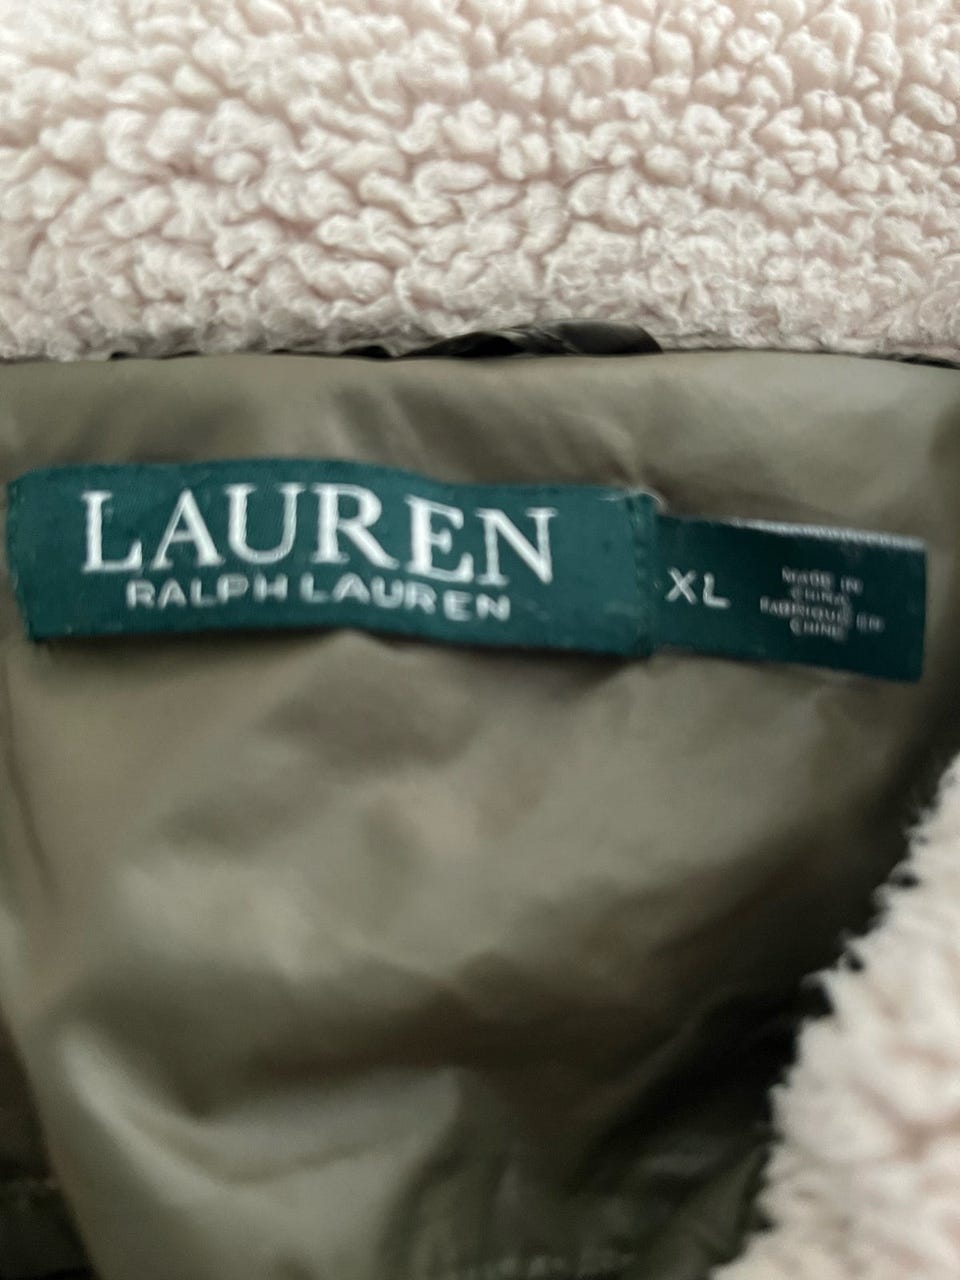 LAUREN
RALPH LAUREN
XL
MADE IN
CHINA
FABRIQUÉ EN
CHINE